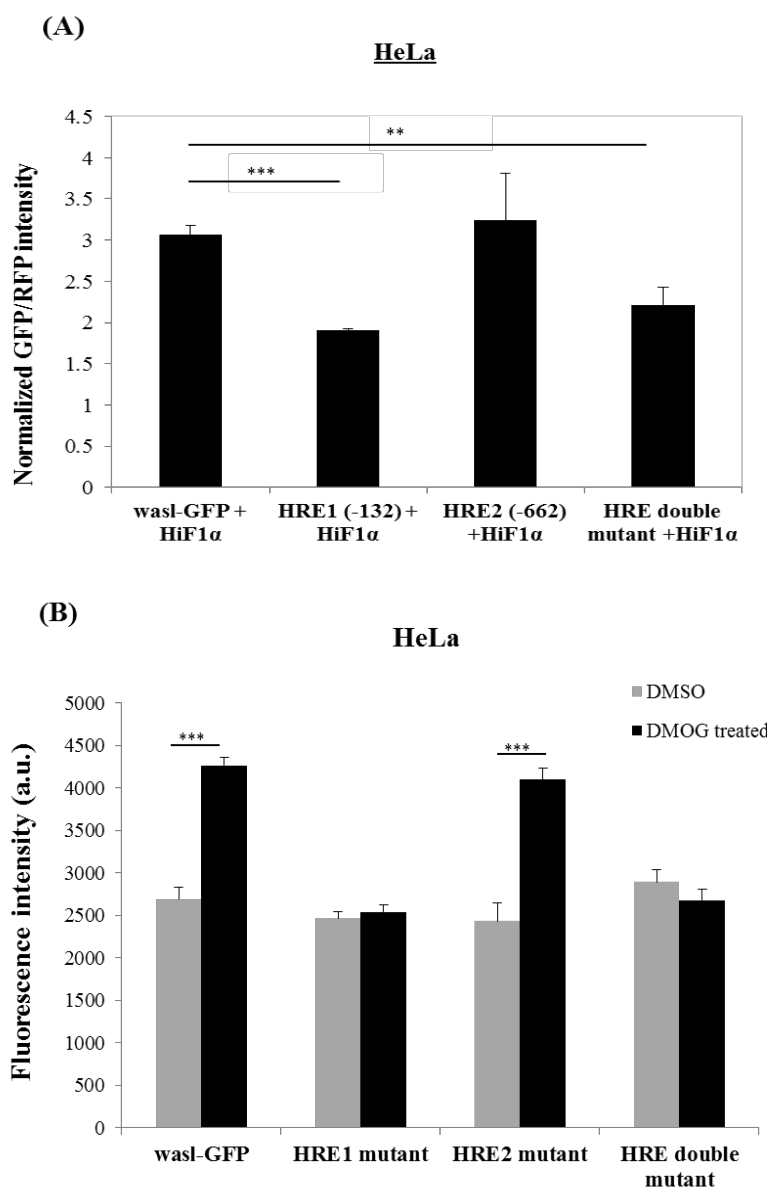 (A)
HeLa
Normalized GFP/RFP intensity
4.5
4
3.5
3
2.5
2
1.5
1
0.5
0
**
***
wasl-GFP + HiF1α
HRE1 (-132) + HiF1α
HRE2 (-662) +HiF1α
HRE double mutant +HiF1α
(B)
HeLa
Fluorescence intensity (a.u.)
5000
4500
4000
3500
3000
2500
2000
1500
1000
500
0
DMSO
DMOG treated
***
***
wasl-GFP
HRE1 mutant
HRE2 mutant
HRE double mutant